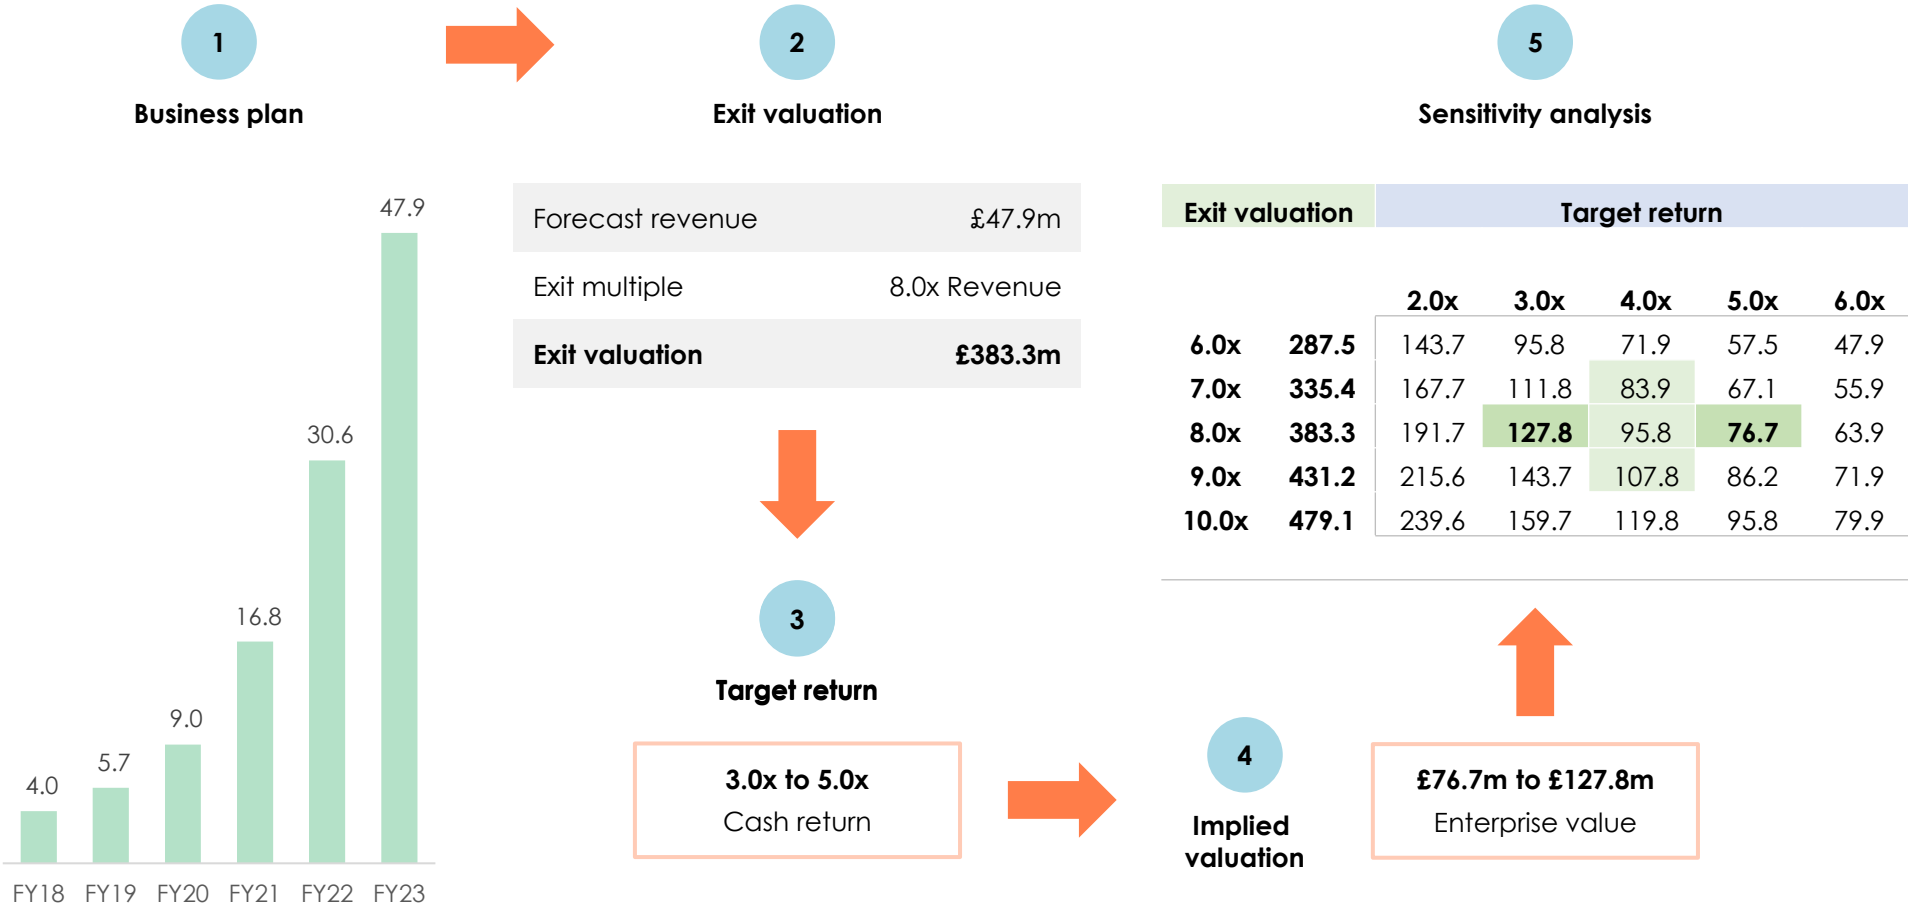 1
Business plan
47.9
30.6
16.8
9.0
5.7
4.0
FY18 FY19 FY20 FY21 FY22 FY23
2
Exit valuation
Forecast revenue £47.9m
Exit multiple 8.0x Revenue
Exit valuation £383.3m
3
Target return
3.0x to 5.0x
Cash return
4
Implied
valuation
£76.7m to £127.8m
Enterprise value
5
Sensitivity analysis
Exit valuation Target return
2.0x 3.0x 4.0x 5.0x 6.0x
6.0x 287.5 143.7 95.8 71.9 57.5 47.9
7.0x 335.4 167.7 111.8 83.9 67.1 55.9
8.0x 383.3 191.7 127.8 95.8 76.7 63.9
9.0x 431.2 215.6 143.7 107.8 86.2 71.9
10.0x 479.1 239.6 159.7 119.8 95.8 79.9